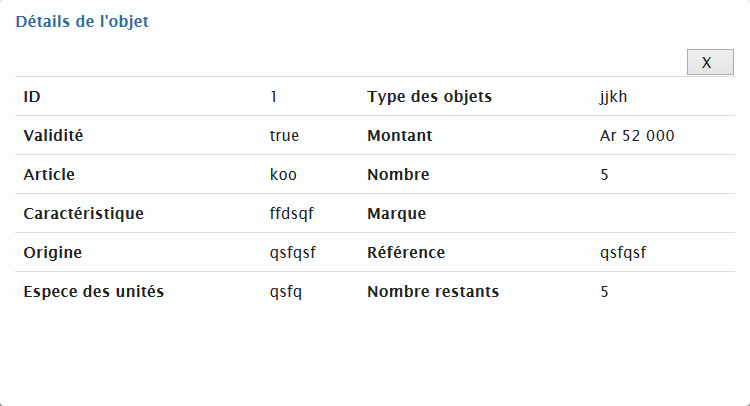 Détails de l'objet
X
ID 1 Type des objets jjkh
Validité true Montant Ar 52 000
Article koo Nombre 5
Caractéristique ffdsqf Marque
Origine qsfqsf Référence qsfqsf
Espece des unités qsfq Nombre restants 5